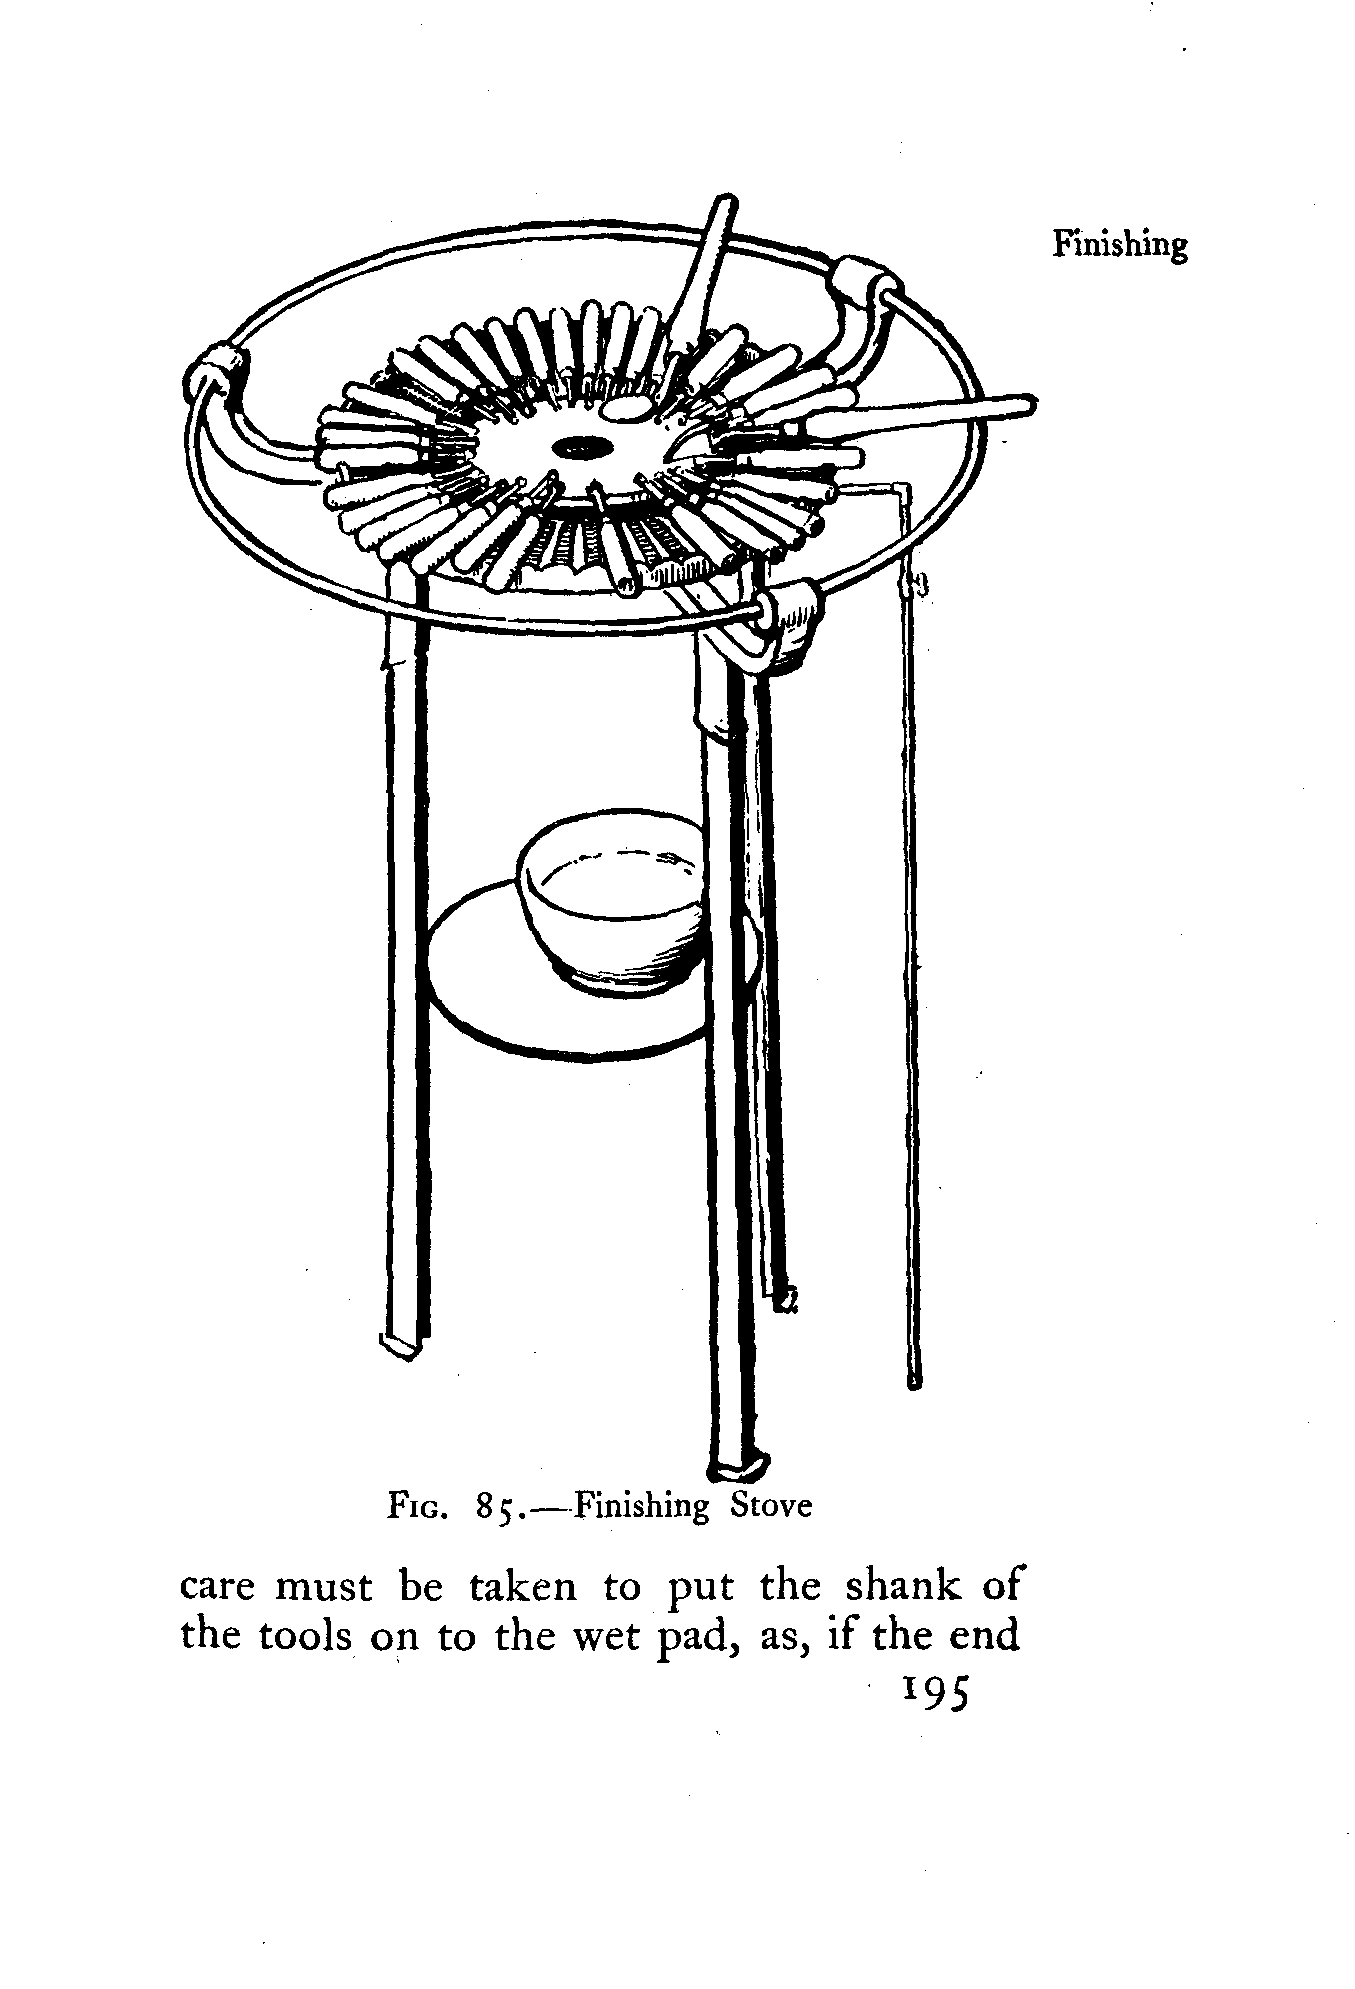 Finishing
Fig. 85.—Finishing Stove
care must be taken to put the shank of
the tools on to the wet pad, as, if the end
195